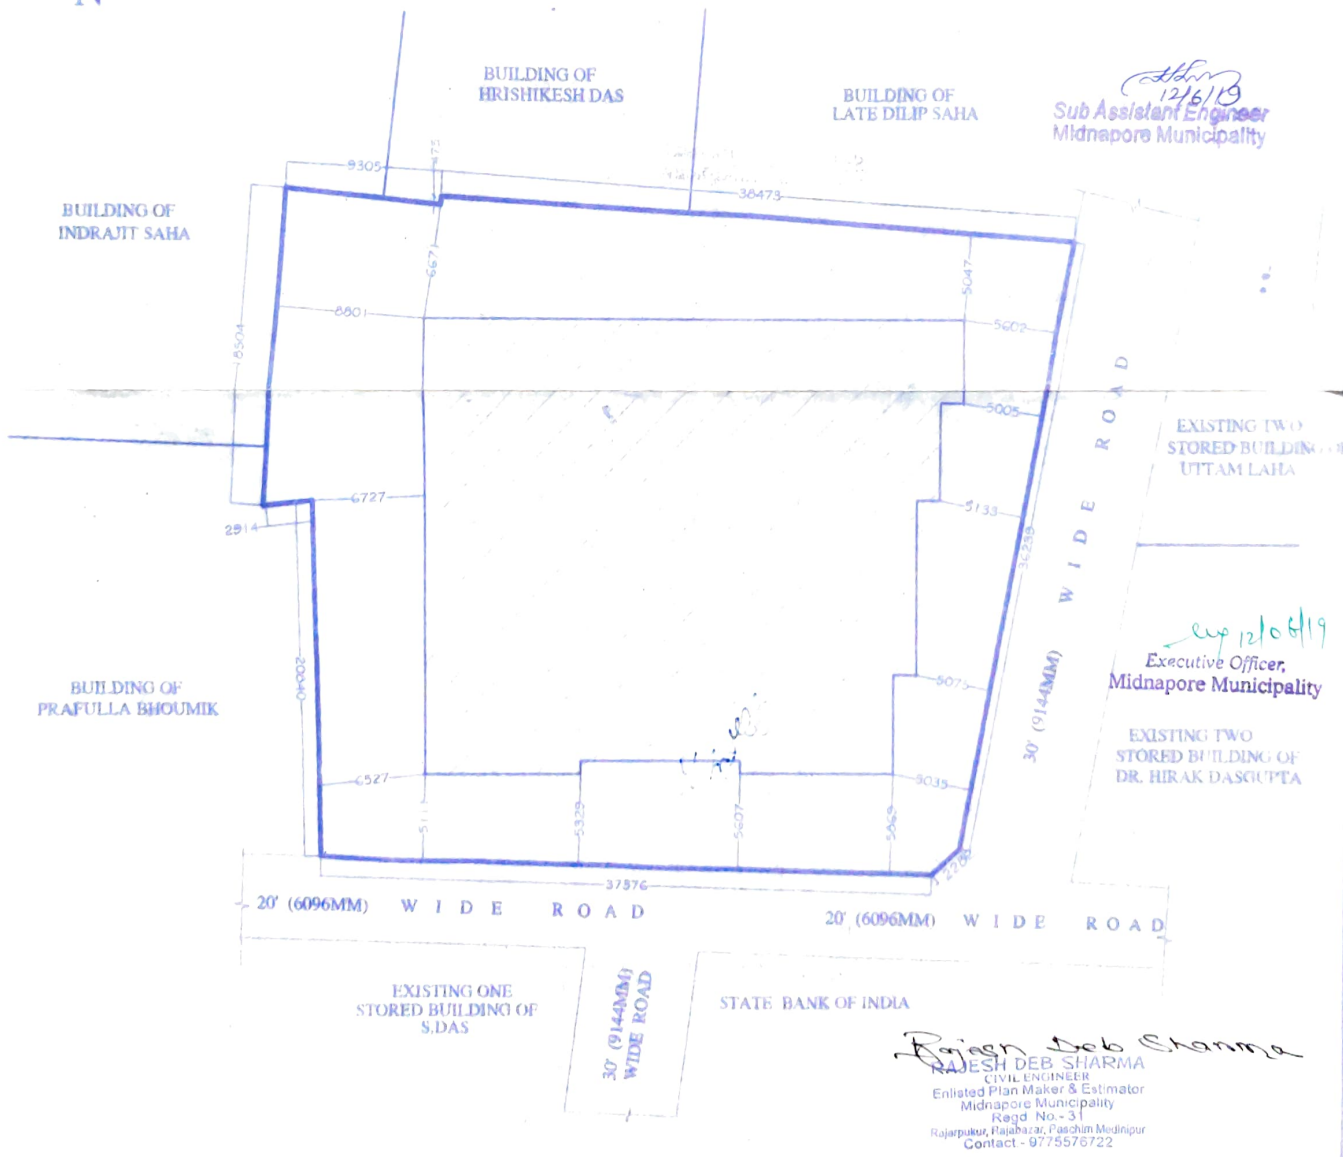 N
BUILDING OF
HRISHIKESH DAS
BUILDING OF
LATE DILIP SAHA
12/6/19
Sub Assistant Engineer
Midnapore Municipality
9305
475
38473
BUILDING OF
INDRAJIT SAHA
6671
5047
8801
5602
18504
5005
EXISTING TWO
STORED BUILDING OF
UTTAM LAHA
6727
5133
2814
36239
30' (9144MM) WIDE ROAD
12/06/19
Executive Officer,
Midnapore Municipality
20040
5075
BUILDING OF
PRAFULLA BHOUMIK
EXISTING TWO
STORED BUILDING OF
DR. HIRAK DASGUPTA
6527
5035
5329
5607
5869
37576
20' (6096MM) WIDE ROAD
20' (6096MM) WIDE ROAD
EXISTING ONE
STORED BUILDING OF
S.DAS
30' (9144MM)
WIDE ROAD
STATE BANK OF INDIA
Rajesh Deb Sharma
RAJESH DEB SHARMA
CIVIL ENGINEER
Enlisted Plan Maker & Estimator
Midnapore Municipality
Regd No.- 31
Rajarpukur, Rajabazar, Paschim Medinipur
Contact - 9775576722